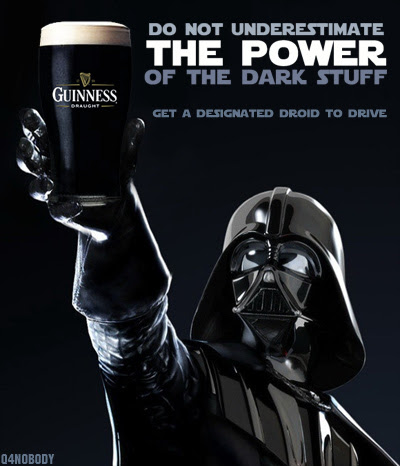 DO NOT UNDERESTIMATE
THE POWER
OF THE DARK STUFF
GET A DESIGNATED DROID TO DRIVE
GUINNESS
DRAUGHT
Q4NOBODY